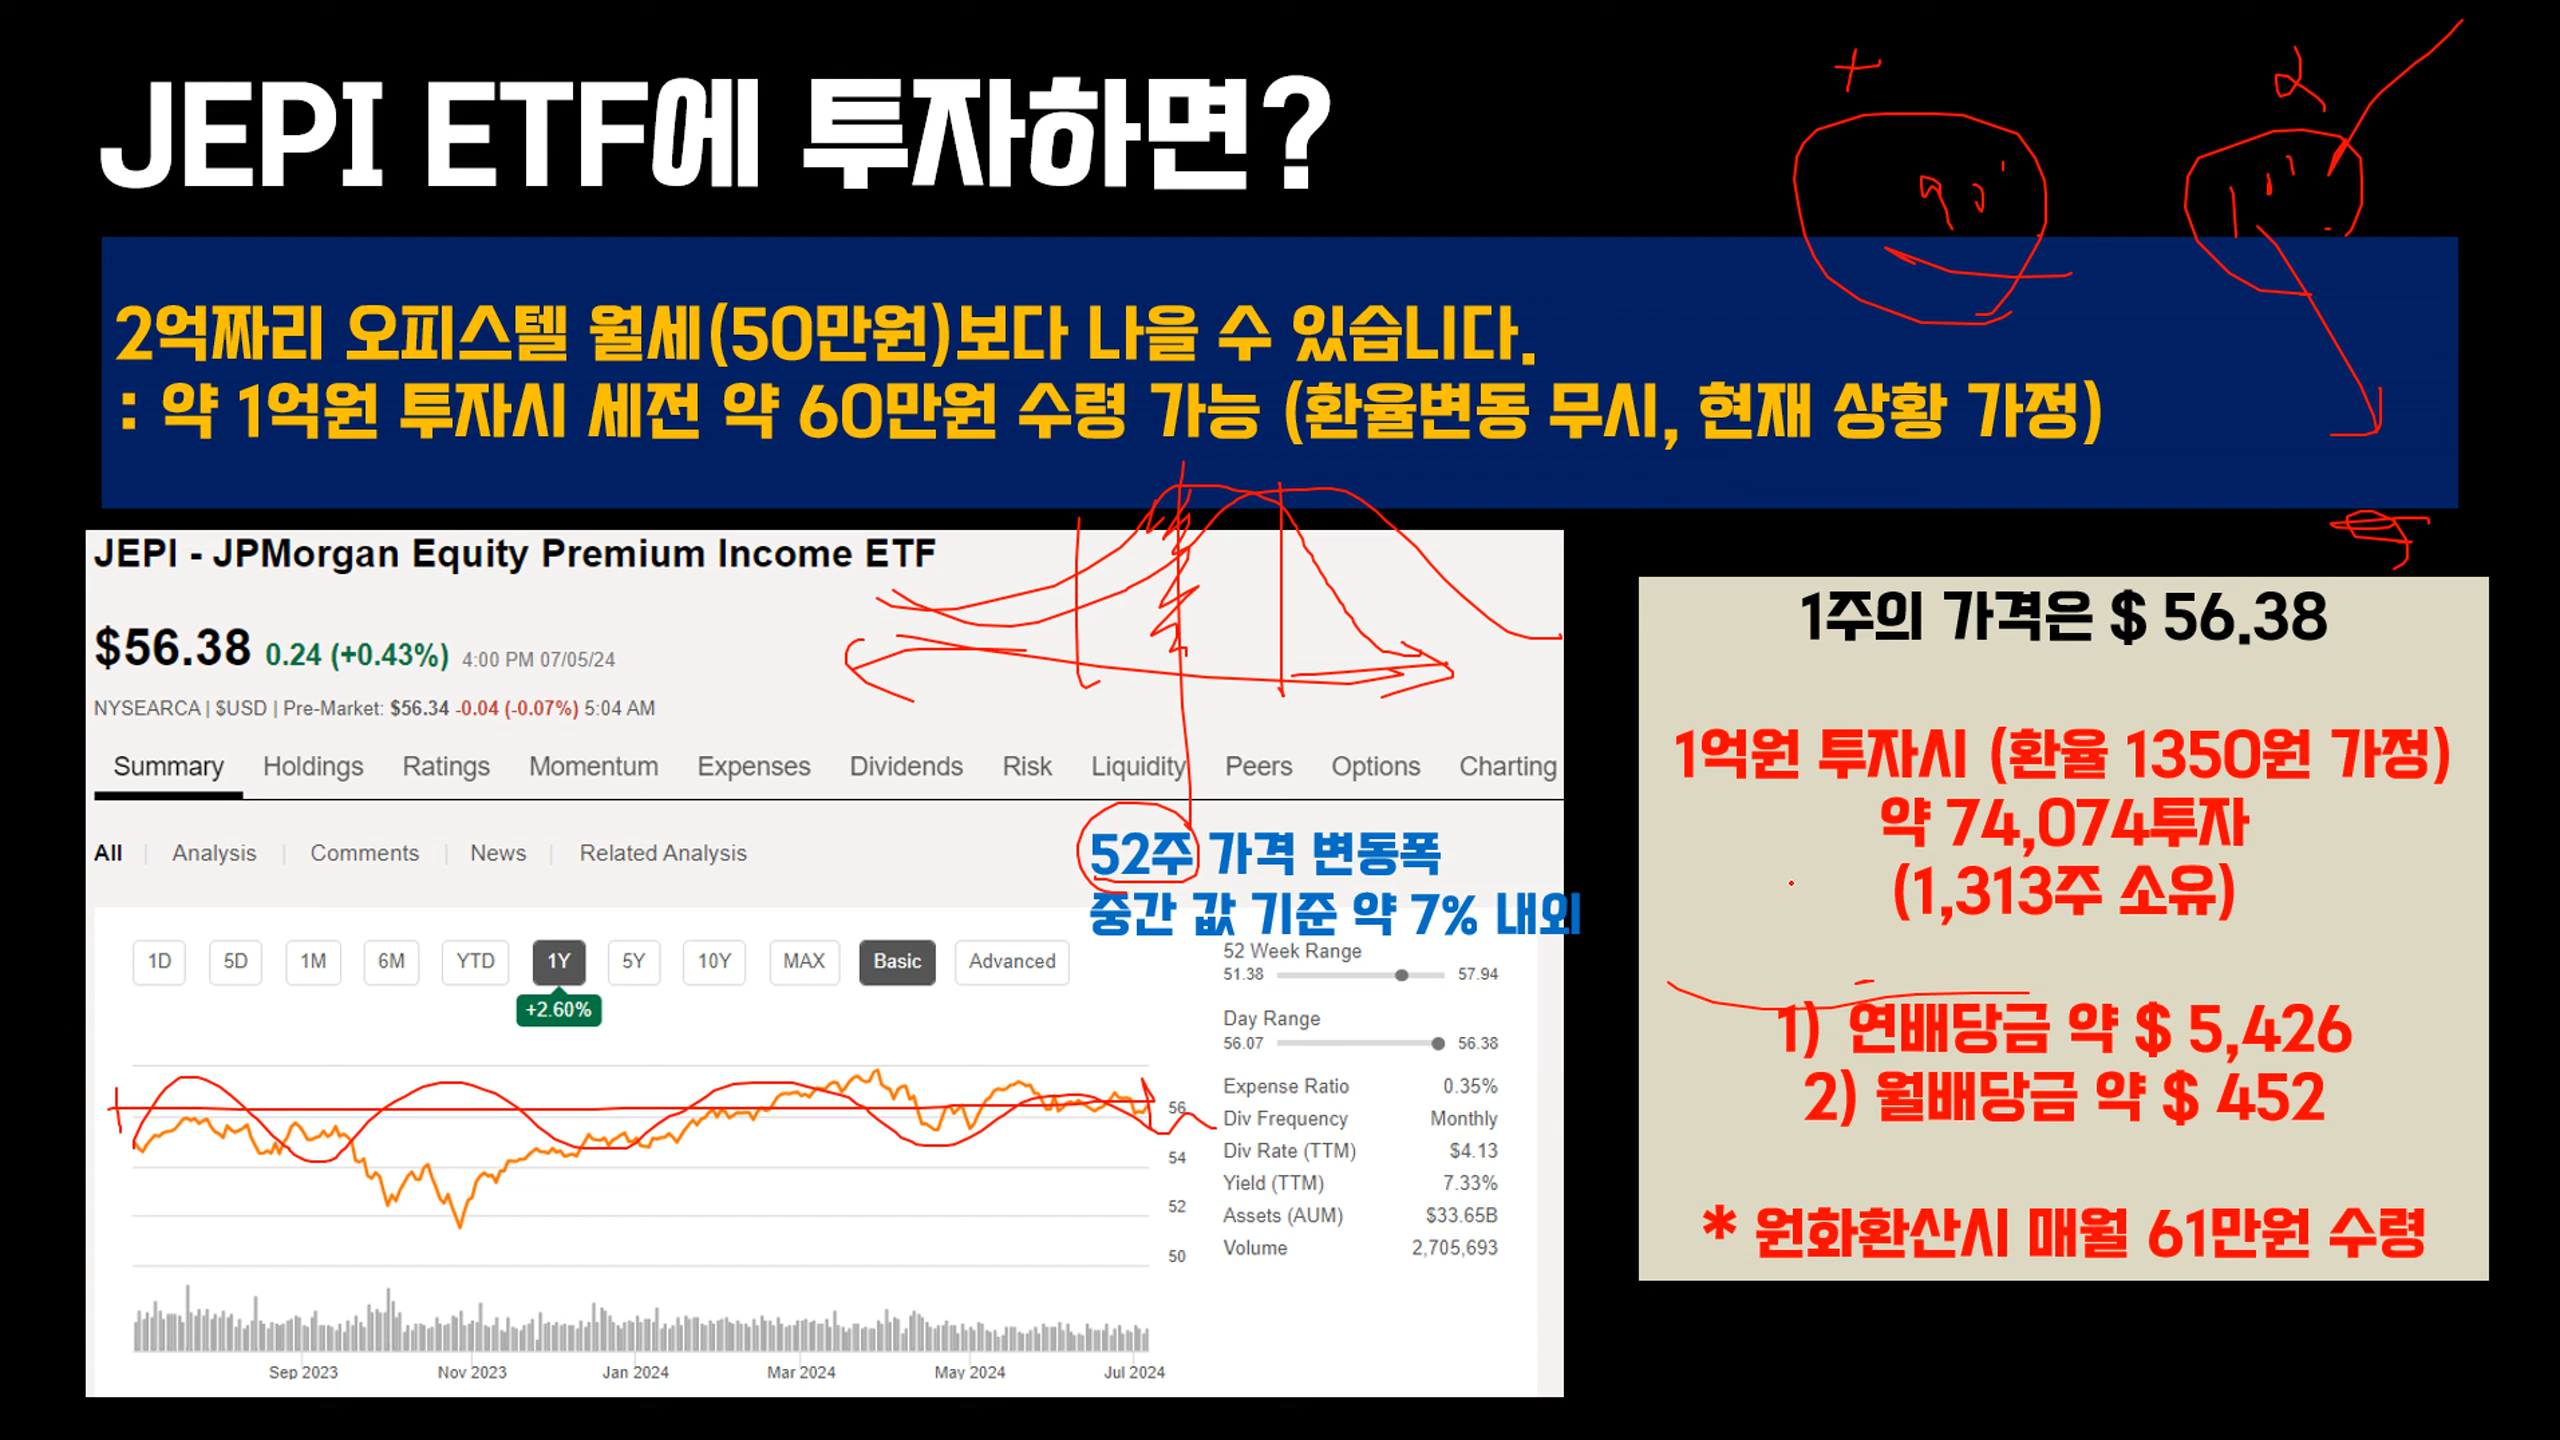 JEPI ETF에 투자하면?
2억짜리 오피스텔 월세(50만원)보다 나을 수 있습니다.
: 약 1억원 투자시 세전 약 60만원 수령 가능 (환율변동 무시, 현재 상황 가정)
JEPI - JPMorgan Equity Premium Income ETF
$56.38 0.24 (+0.43%) 4:00 PM 07/05/24
NYSEARCA | $USD | Pre-Market: $56.34 -0.04 (-0.07%) 5:04 AM
Summary Holdings Ratings Momentum Expenses Dividends Risk Liquidity Peers Options Charting
All Analysis Comments News Related Analysis
52주 가격 변동폭
중간 값 기준 약 7% 내외
1D 5D 1M 6M YTD 1Y 5Y 10Y MAX Basic Advanced
+2.60%
52 Week Range
51.38 57.94
Day Range
56.07 56.38
Expense Ratio 0.35%
Div Frequency Monthly
Div Rate (TTM) $4.13
Yield (TTM) 7.33%
Assets (AUM) $33.65B
Volume 2,705,693
56
54
52
50
Sep 2023 Nov 2023 Jan 2024 Mar 2024 May 2024 Jul 2024
1주의 가격은 $ 56.38
1억원 투자시 (환율 1350원 가정)
약 74,074투자
(1,313주 소유)
1) 연배당금 약 $ 5,426
2) 월배당금 약 $ 452
* 원화환산시 매월 61만원 수령